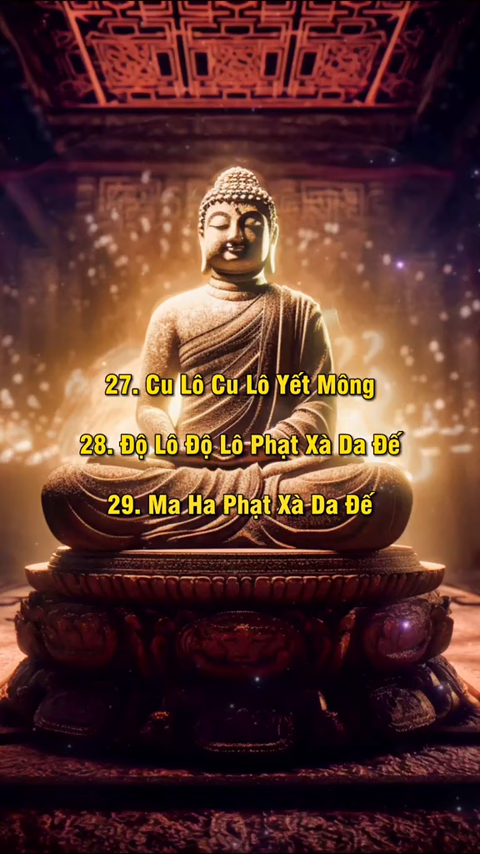 27. Cu Lô Cu Lô Yết Mông
28. Độ Lô Độ Lô Phạt Xà Da Đế
29. Ma Ha Phạt Xà Da Đế